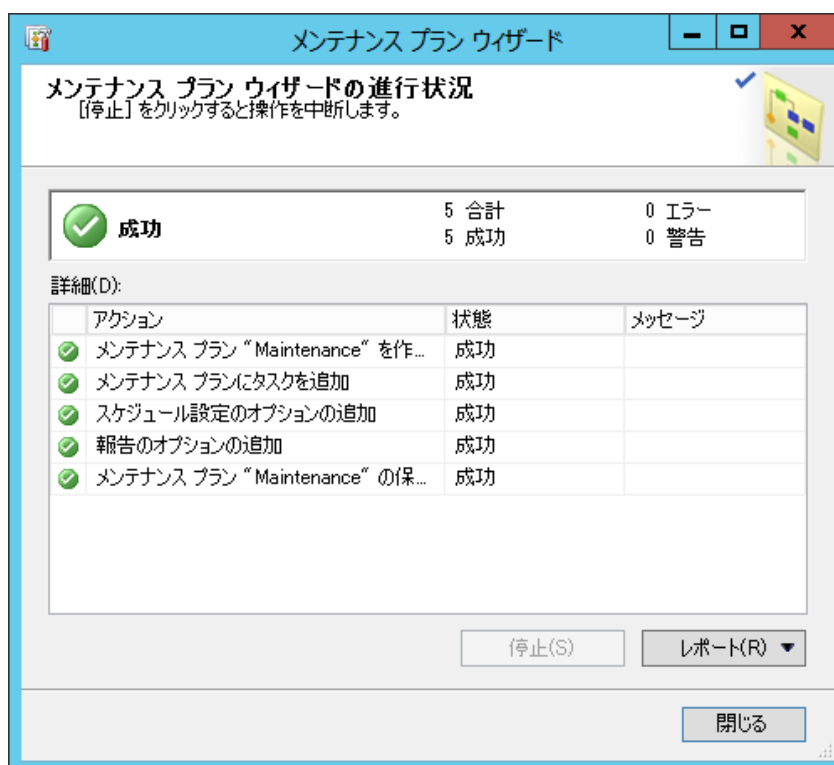 メンテナンス プラン ウィザード
メンテナンス プラン ウィザードの進行状況
[停止] をクリックすると操作を中断します。
成功
5 合計
0 エラー
5 成功
0 警告
詳細(D):
アクション 状態 メッセージ
メンテナンス プラン "Maintenance" を作... 成功
メンテナンス プランにタスクを追加 成功
スケジュール設定のオプションの追加 成功
報告のオプションの追加 成功
メンテナンス プラン "Maintenance" の保... 成功
停止(S) レポート(R)
閉じる